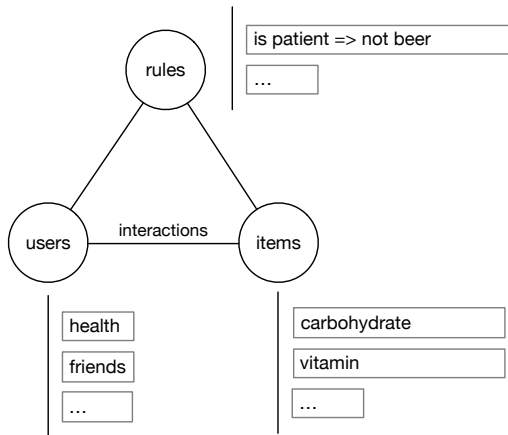 is patient => not beer
rules
...
interactions
users
items
health
carbohydrate
friends
vitamin
...
...